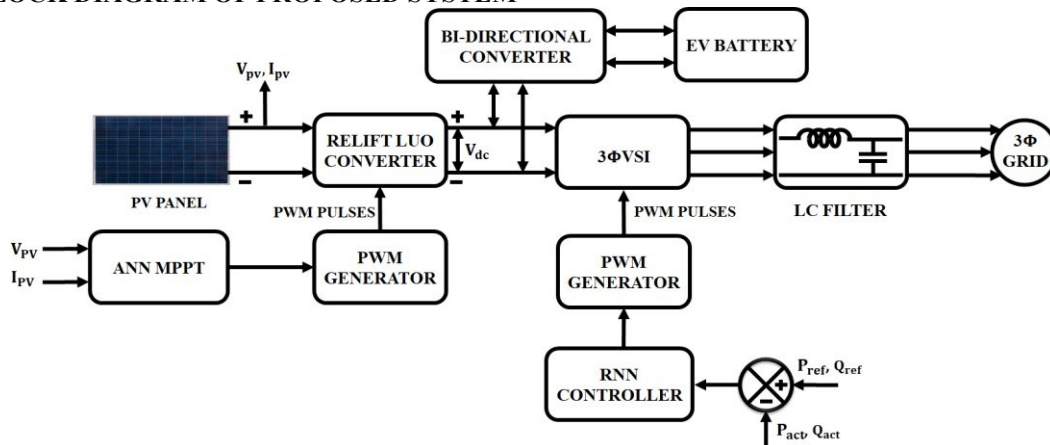 BLOCK DIAGRAM OF PROPOSED SYSTEM
BI-DIRECTIONAL
CONVERTER
EV BATTERY
Vpv, Ipv
+
−
RELIFT LUO
CONVERTER
+
Vdc
−
3ΦVSI
3Φ
GRID
PV PANEL
PWM PULSES
PWM PULSES
LC FILTER
VPV
IPV
ANN MPPT
PWM
GENERATOR
PWM
GENERATOR
RNN
CONTROLLER
+
−
Pref, Qref
Pact, Qact